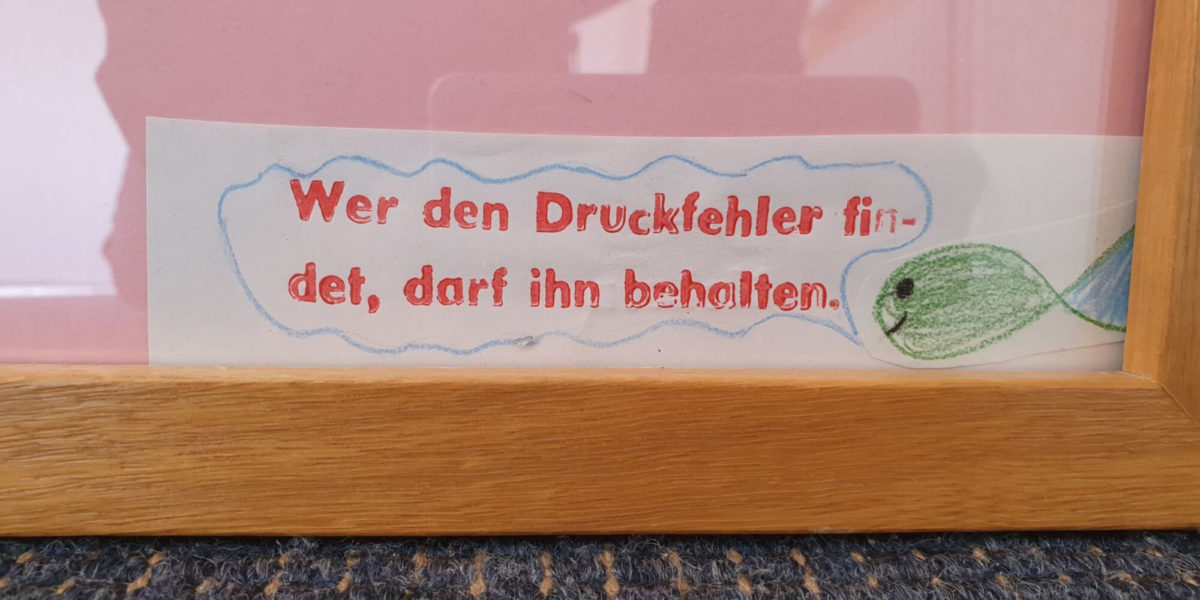 Wer den Druckfehler fin-
det, darf ihn behalten.